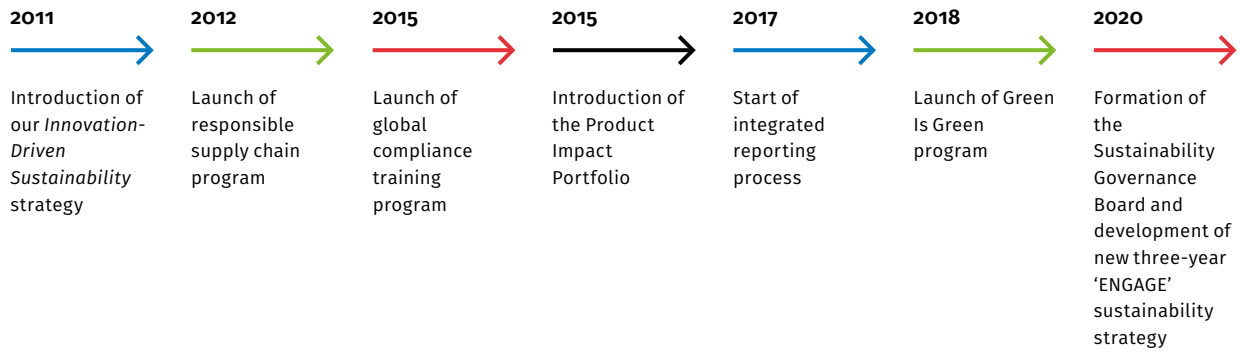 2011
Introduction of
our Innovation-
Driven
Sustainability
strategy
2012
Launch of
responsible
supply chain
program
2015
Launch of
global
compliance
training
program
2015
Introduction of
the Product
Impact
Portfolio
2017
Start of
integrated
reporting
process
2018
Launch of Green
Is Green
program
2020
Formation of
the
Sustainability
Governance
Board and
development of
new three-year
‘ENGAGE’
sustainability
strategy